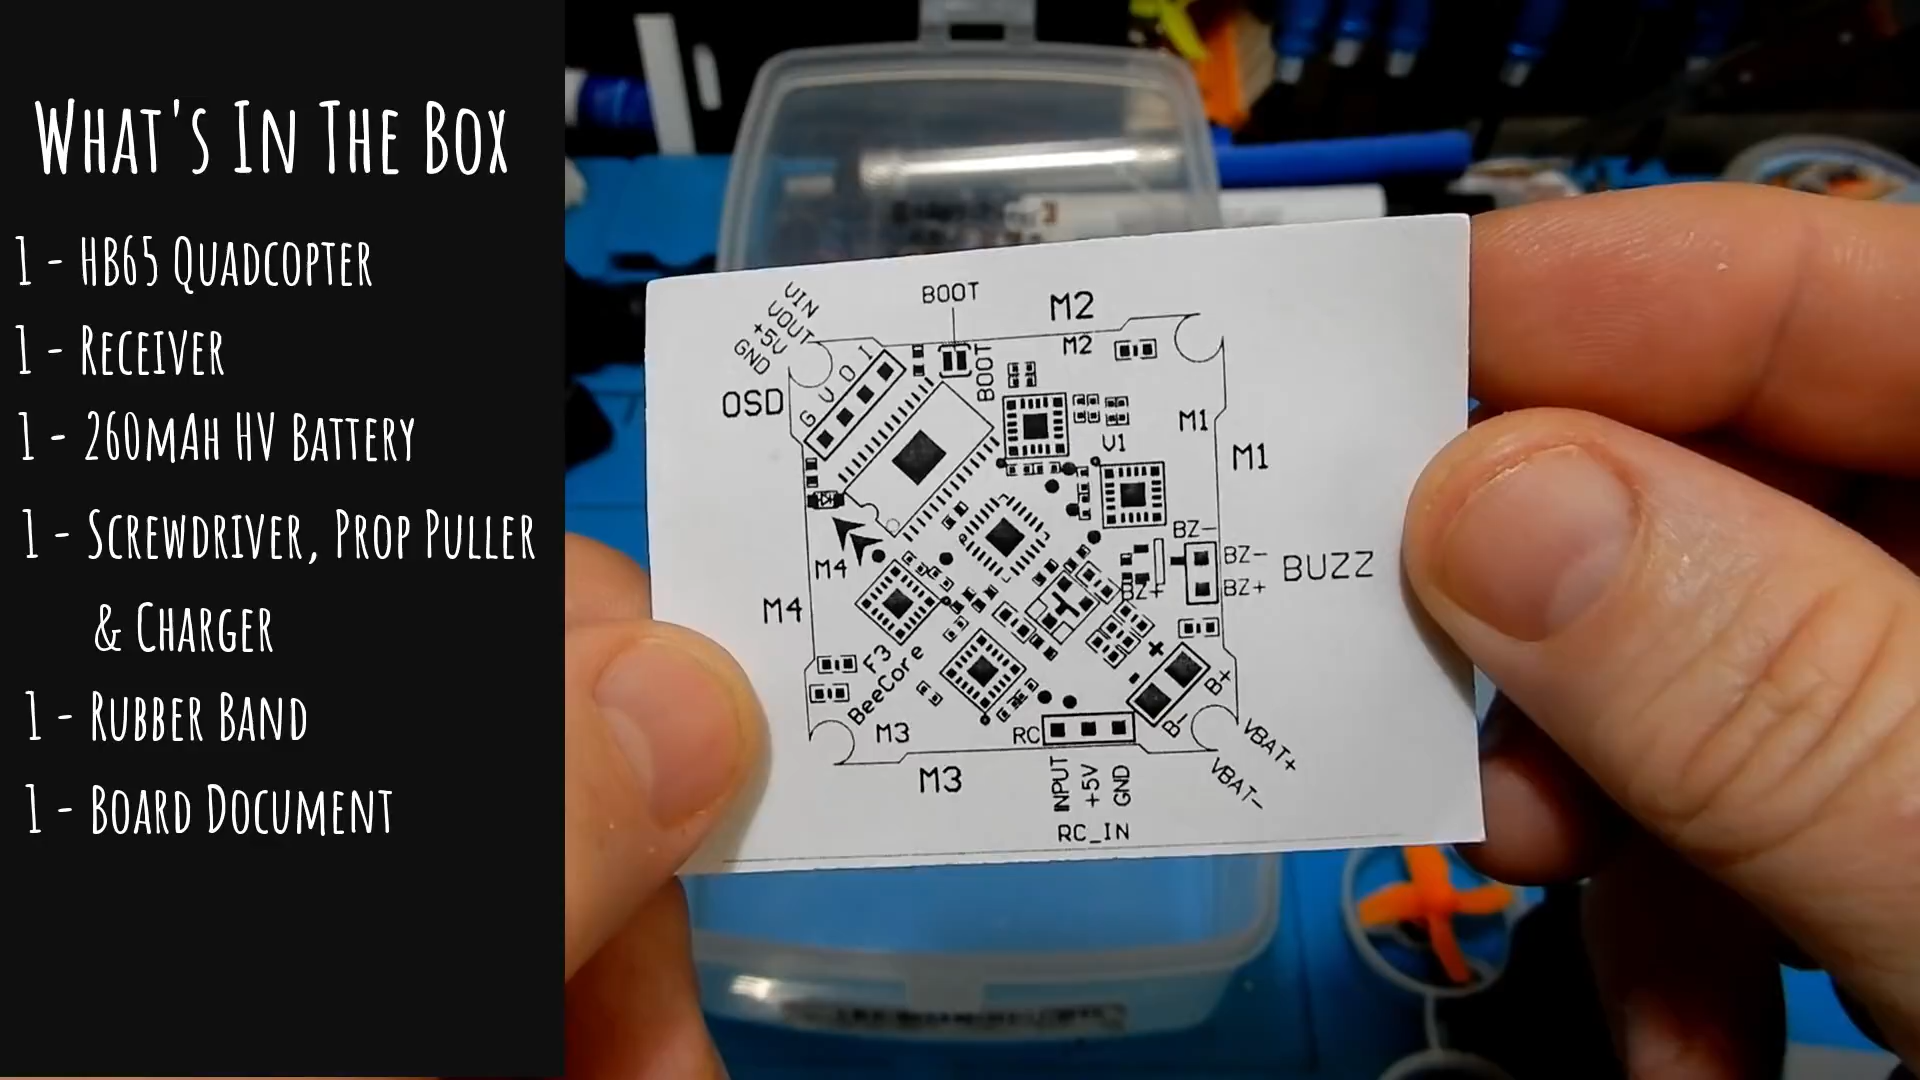 What's In The Box
1 - HB65 Quadcopter
1 - Receiver
1 - 260mAh HV Battery
1 - Screwdriver, Prop Puller
& Charger
1 - Rubber Band
1 - Board Document
VIN
VOUT
+5V
GND
OSD
G V O I
BOOT
BOOT
M2
M2
M1
M1
V1
BZ-
BZ-
BZ+
BZ+
BUZZ
M4
M4
F3
BeeCore
M3
M3
RC
INPUT
+5V
GND
RC_IN
+
-
B+
B-
VBAT+
VBAT-